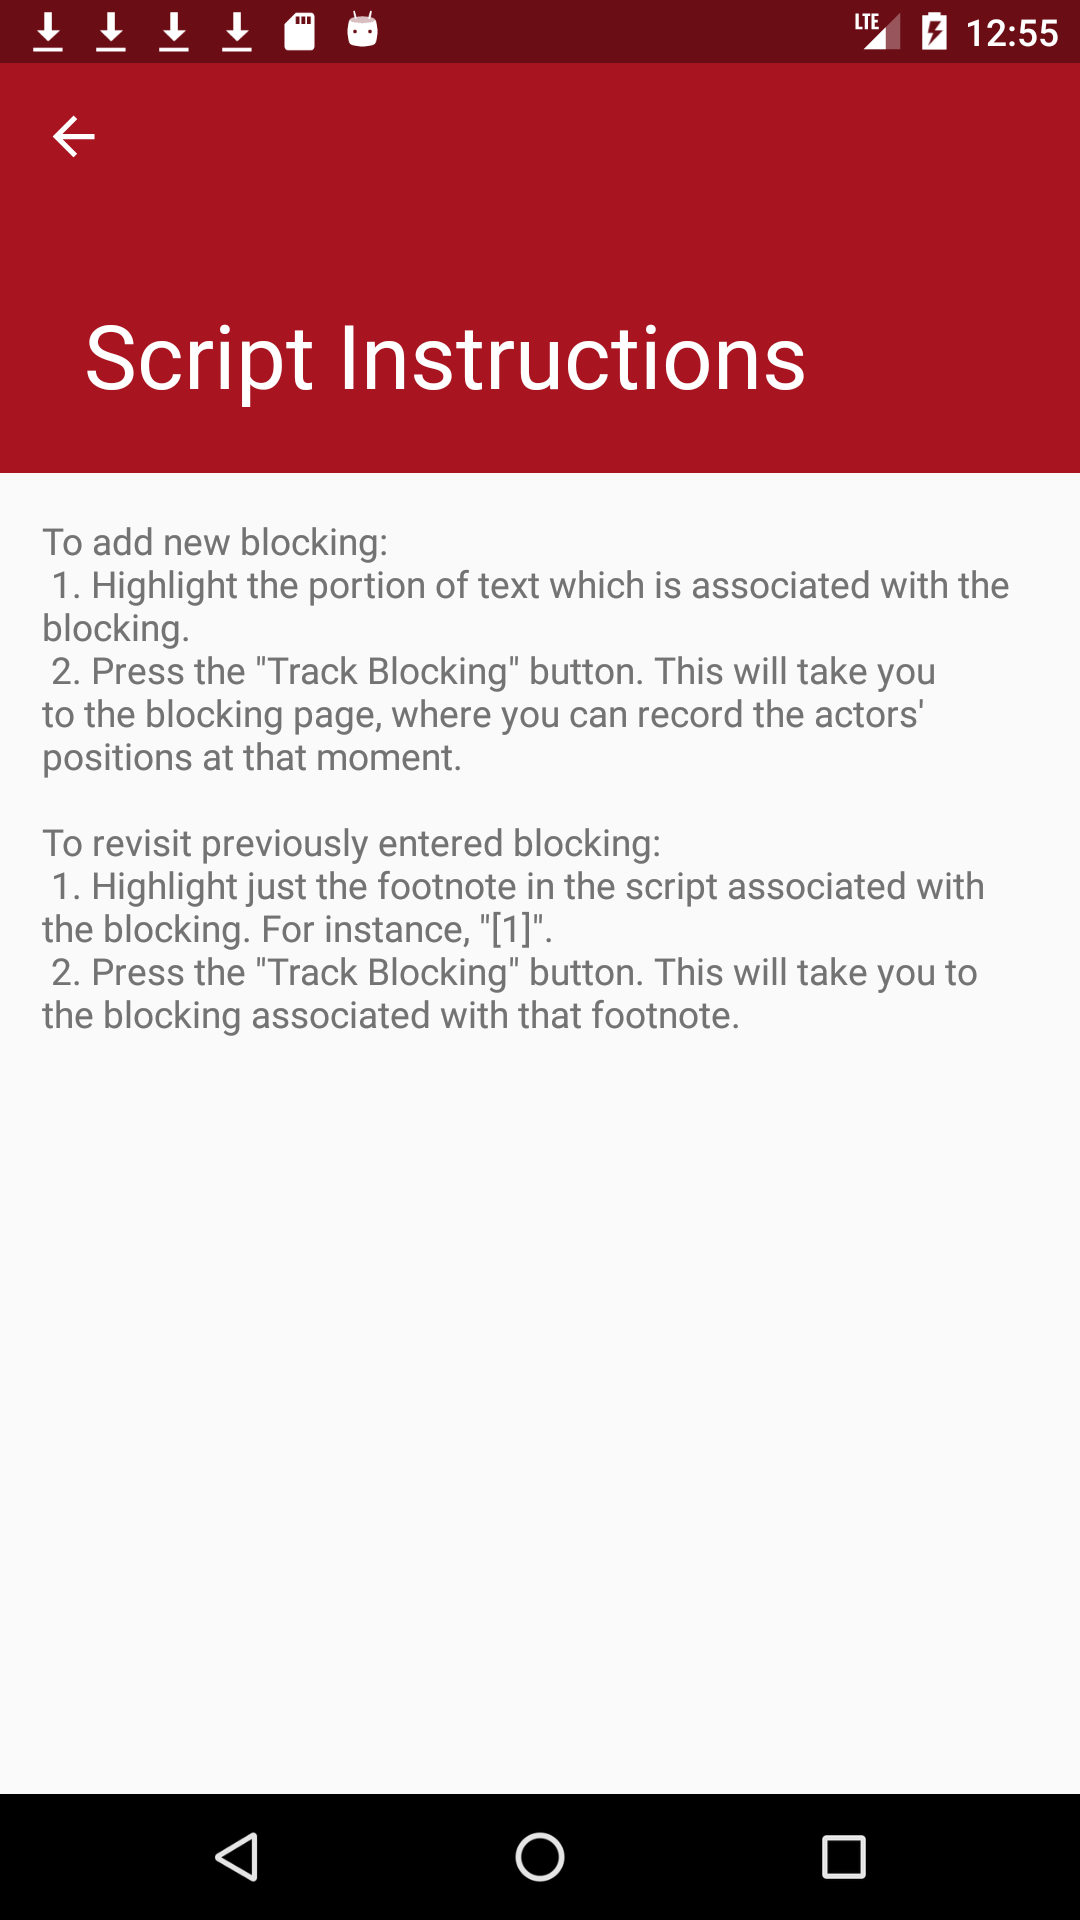 LTE 12:55
Script Instructions
To add new blocking:
1. Highlight the portion of text which is associated with the
blocking.
2. Press the "Track Blocking" button. This will take you
to the blocking page, where you can record the actors'
positions at that moment.
To revisit previously entered blocking:
1. Highlight just the footnote in the script associated with
the blocking. For instance, "[1]".
2. Press the "Track Blocking" button. This will take you to
the blocking associated with that footnote.